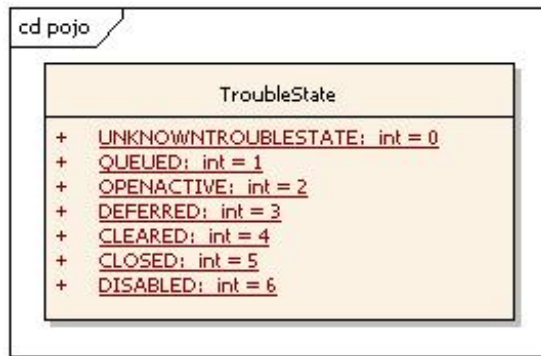 cd pojo
TroubleState
+ UNKNOWNTROUBLESTATE: int = 0
+ QUEUED: int = 1
+ OPENACTIVE: int = 2
+ DEFERRED: int = 3
+ CLEARED: int = 4
+ CLOSED: int = 5
+ DISABLED: int = 6